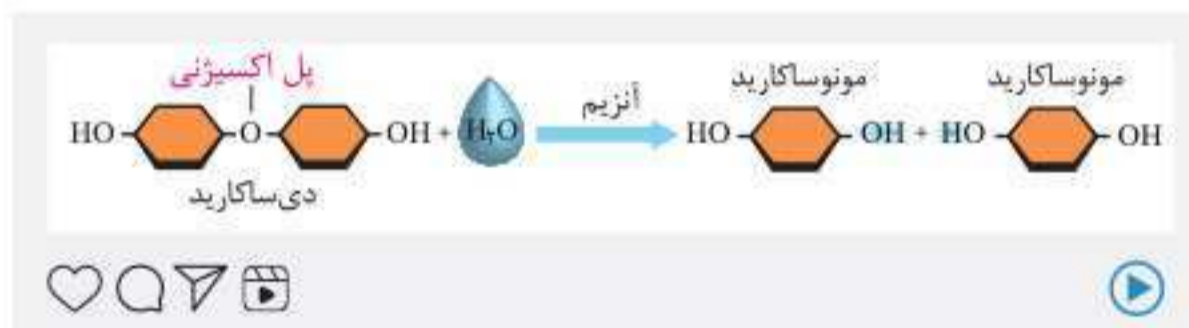 پل اکسیژنی
مونوساکارید مونوساکارید
آنزیم
HO O OH + H₂O HO OH + HO OH
دی‌ساکارید